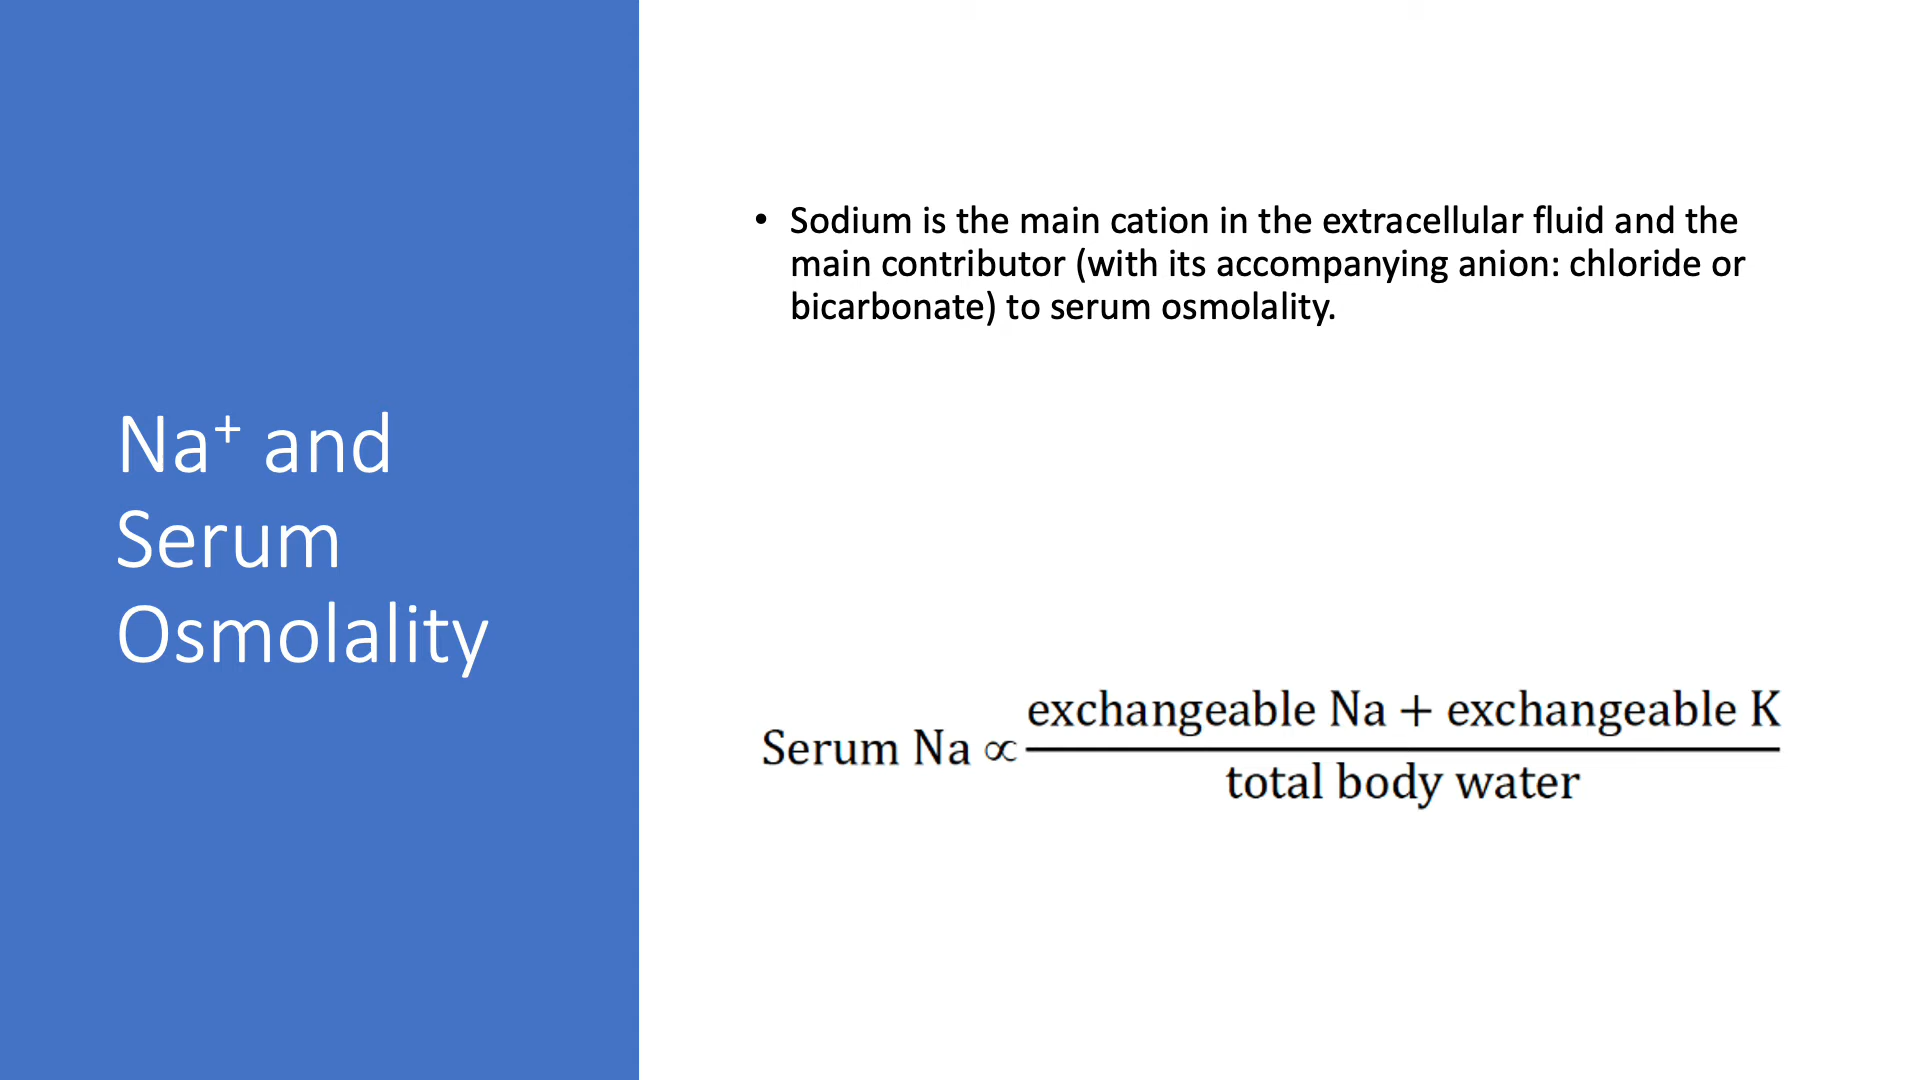 Na⁺ and
Serum
Osmolality
• Sodium is the main cation in the extracellular fluid and the
main contributor (with its accompanying anion: chloride or
bicarbonate) to serum osmolality.
exchangeable Na + exchangeable K
Serum Na ∝
total body water